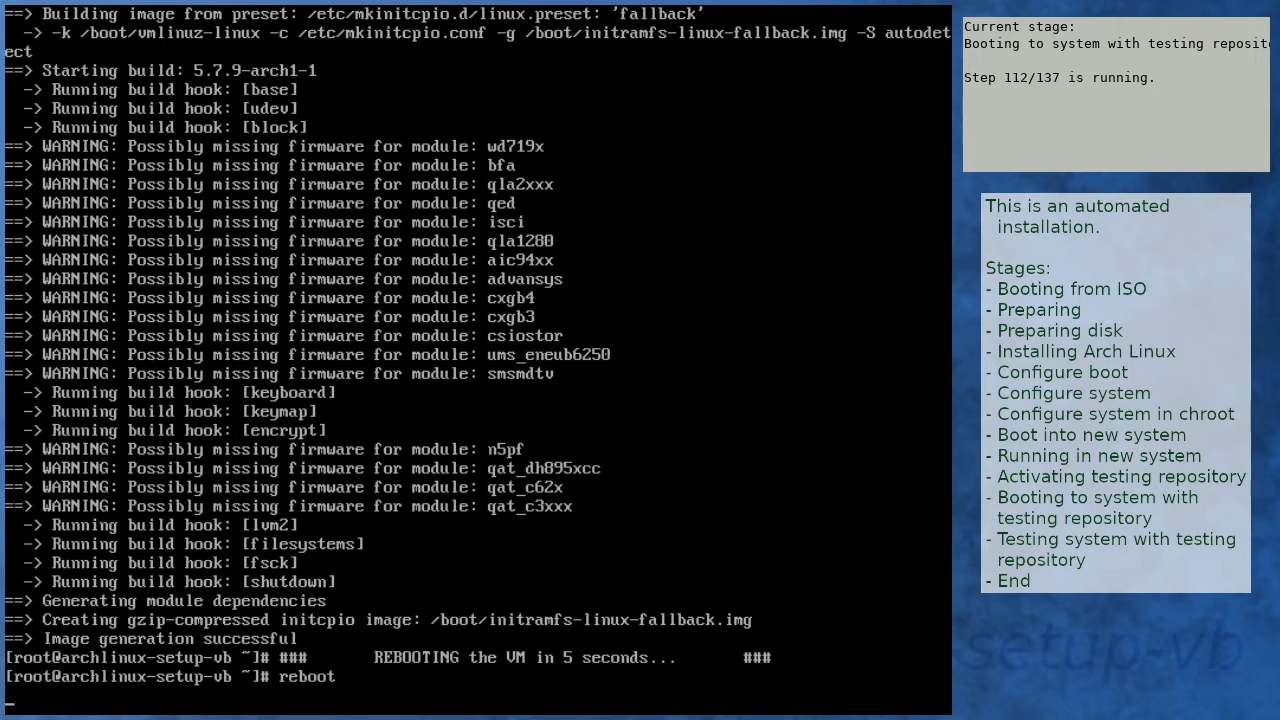 ==> Building image from preset: /etc/mkinitcpio.d/linux.preset: 'fallback'
  -> -k /boot/vmlinuz-linux -c /etc/mkinitcpio.conf -g /boot/initramfs-linux-fallback.img -S autodet
ect
==> Starting build: 5.7.9-arch1-1
  -> Running build hook: [base]
  -> Running build hook: [udev]
  -> Running build hook: [block]
==> WARNING: Possibly missing firmware for module: wd719x
==> WARNING: Possibly missing firmware for module: bfa
==> WARNING: Possibly missing firmware for module: qla2xxx
==> WARNING: Possibly missing firmware for module: qed
==> WARNING: Possibly missing firmware for module: isci
==> WARNING: Possibly missing firmware for module: qla1280
==> WARNING: Possibly missing firmware for module: aic94xx
==> WARNING: Possibly missing firmware for module: advansys
==> WARNING: Possibly missing firmware for module: cxgb4
==> WARNING: Possibly missing firmware for module: cxgb3
==> WARNING: Possibly missing firmware for module: csiostor
==> WARNING: Possibly missing firmware for module: ums_eneub6250
==> WARNING: Possibly missing firmware for module: smsmdtv
  -> Running build hook: [keyboard]
  -> Running build hook: [keymap]
  -> Running build hook: [encrypt]
==> WARNING: Possibly missing firmware for module: n5pf
==> WARNING: Possibly missing firmware for module: qat_dh895xcc
==> WARNING: Possibly missing firmware for module: qat_c62x
==> WARNING: Possibly missing firmware for module: qat_c3xxx
  -> Running build hook: [lvm2]
  -> Running build hook: [filesystems]
  -> Running build hook: [fsck]
  -> Running build hook: [shutdown]
==> Generating module dependencies
==> Creating gzip-compressed initcpio image: /boot/initramfs-linux-fallback.img
==> Image generation successful
[root@archlinux-setup-vb ~]# ###       REBOOTING the VM in 5 seconds...       ###
[root@archlinux-setup-vb ~]# reboot
_
Current stage:
Booting to system with testing reposito
Step 112/137 is running.
This is an automated
installation.
Stages:
- Booting from ISO
- Preparing
- Preparing disk
- Installing Arch Linux
- Configure boot
- Configure system
- Configure system in chroot
- Boot into new system
- Running in new system
- Activating testing repository
- Booting to system with
testing repository
- Testing system with testing
repository
- End
setup-vb